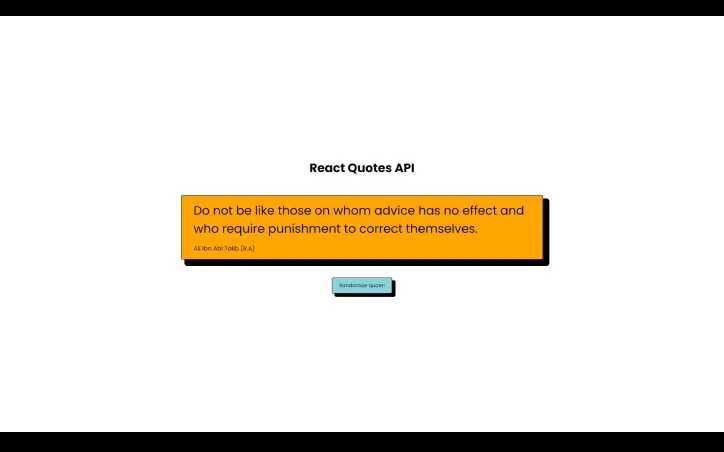 React Quotes API
Do not be like those on whom advice has no effect and
who require punishment to correct themselves.
Ali Ibn Abi Talib (R.A)
Randomise quote!